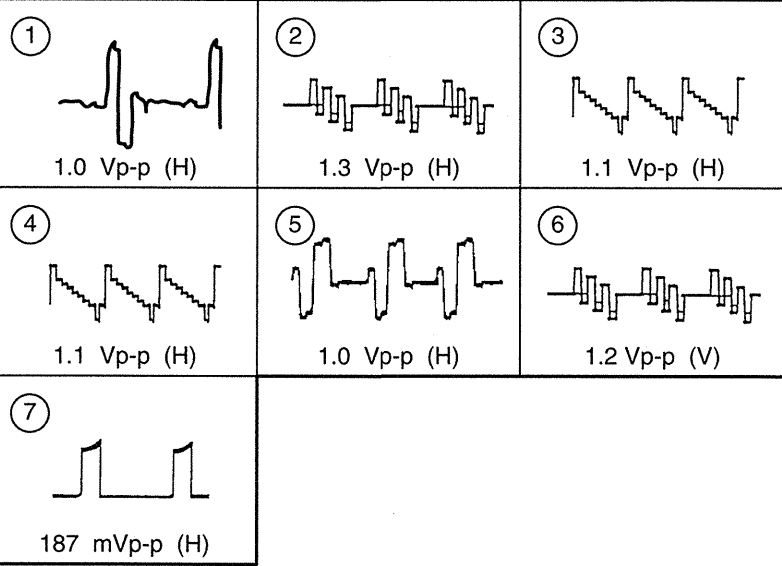 1
1.0 Vp-p (H)
2
1.3 Vp-p (H)
3
1.1 Vp-p (H)
4
1.1 Vp-p (H)
5
1.0 Vp-p (H)
6
1.2 Vp-p (V)
7
187 mVp-p (H)